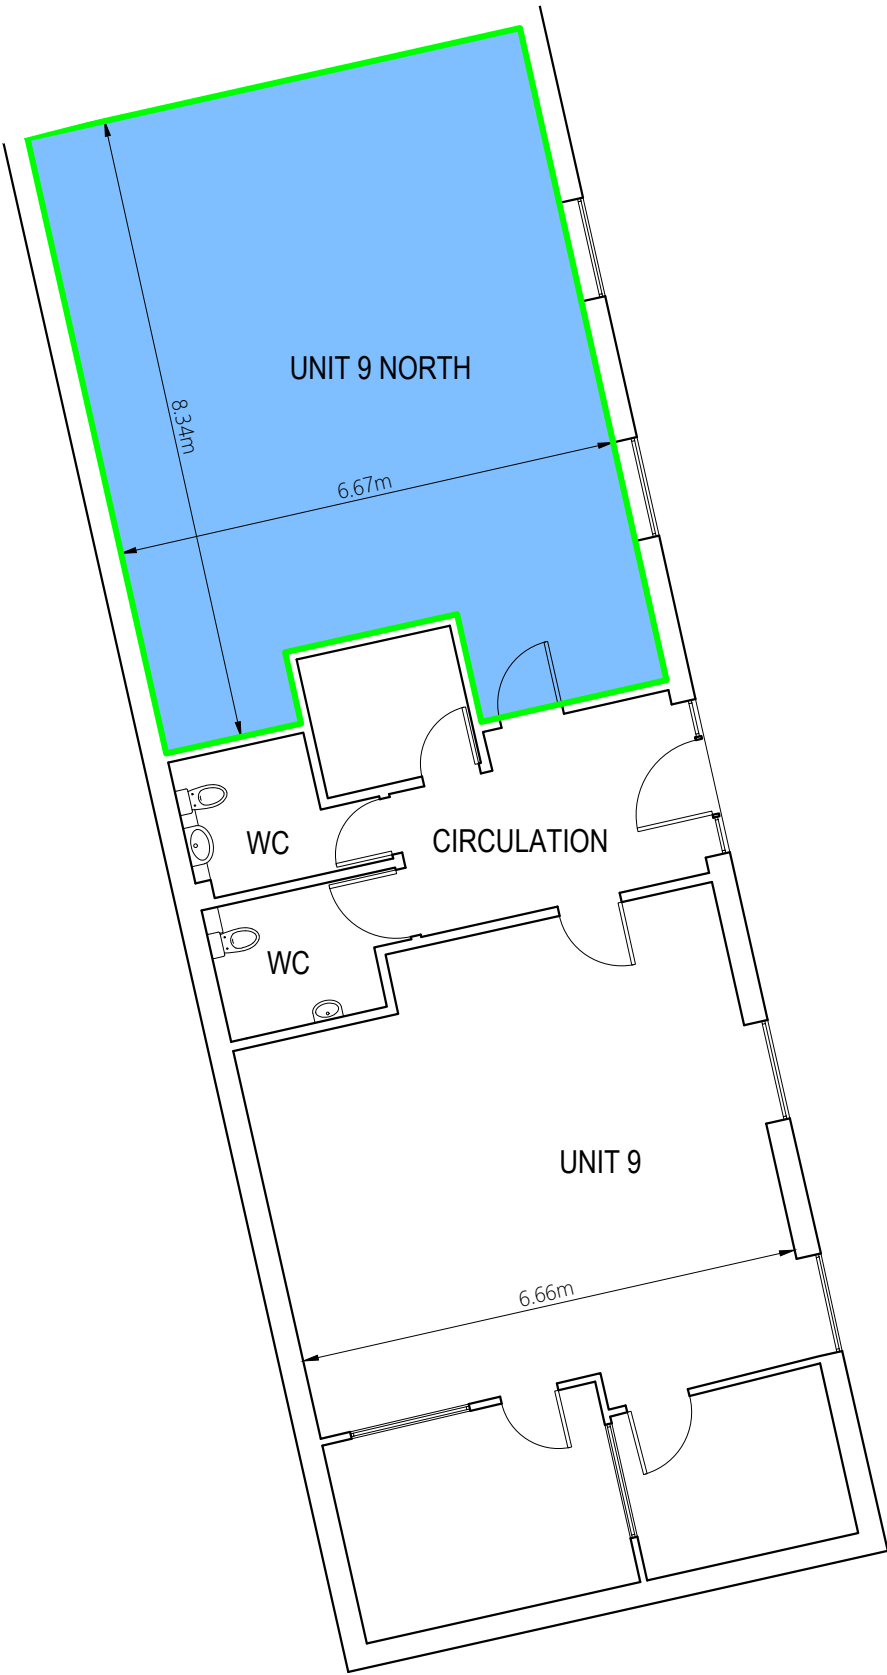 UNIT 9 NORTH
8.34m
6.67m
WC
CIRCULATION
WC
UNIT 9
6.66m